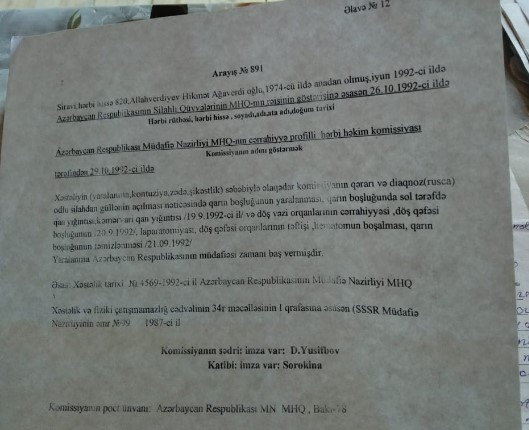 Əlavə № 12
Arayış № 891
Sıravi, hərbi hissə 820, Allahverdiyev Hikmət Ağaverdi oğlu, 1974-cü ildə anadan olmuş, iyun 1992-ci ildə
Azərbaycan Respublikasının Silahlı Qüvvələrinin MHQ-nın rəisinin göstərişinə əsasən 26.10.1992-ci ildə
Hərbi rütbəsi, hərbi hissə, soyadı, adı, ata adı, doğum tarixi
Azərbaycan Respublikası Müdafiə Nazirliyi MHQ-nın cərrahiyyə profilli hərbi həkim komissiyası
Komissiyanın adını göstərmək
tərəfindən 29.10.1992-ci ildə
Xəstəliyin (yaralanma, kontuziya, zədə, şikəstlik) səbəbiylə əlaqədar komissiyanın qərarı və diaqnoz(rusca)
odlu silahdan güllənin açılması nəticəsində qarın boşluğunun yaralanması, qarın boşluğunda sol tərəfdə
qan yığıntısı, kəmərvari qan yığıntısı /19.9.1992-ci il/ və döş vəzi orqanlarının cərrahiyyəsi, döş qəfəsi
boşluğunun /20.9.1992/, laparatomiyası, döş qəfəsi orqanlarının təftişi, hematomun boşalması, qarın
boşluğunun təmizlənməsi /21.09.1992/
Yaralanma Azərbaycan Respublikasının müdafiəsi zamanı baş vermişdir.
Əsas: Xəstəlik tarixi № 4569-1992-ci il Azərbaycan Respublikasının Müdafiə Nazirliyi MHQ
Xəstəlik və fiziki çatışmamazlığ cədvəlinin 34r məcəlləsinin I qrafasına əsasən (SSSR Müdafiə
Nazirliyinin əmr №99 1987-ci il
Komissiyanın sədri: imza var: D.Yusifbov
Katibi: imza var: Sorokina
Komissiyanın poçt ünvanı: Azərbaycan Respublikası MN MHQ, Bakı-78